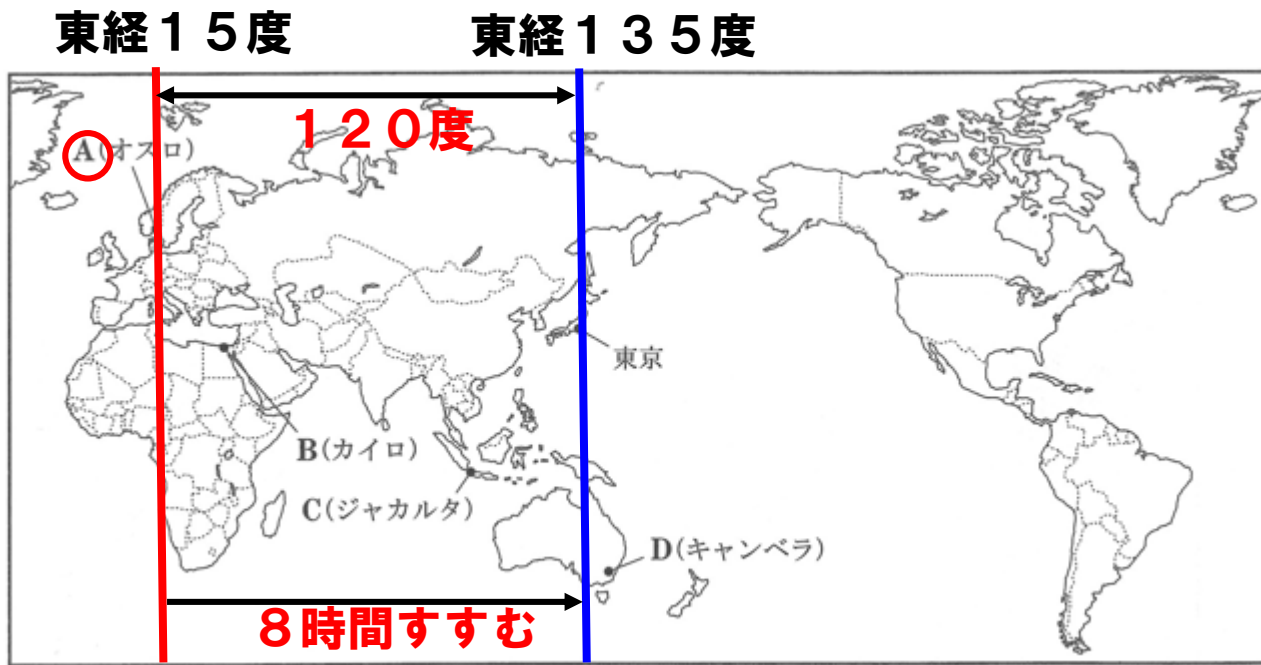 東経１５度
東経１３５度
１２０度
A(オスロ)
東京
B(カイロ)
C(ジャカルタ)
D(キャンベラ)
８時間すすむ